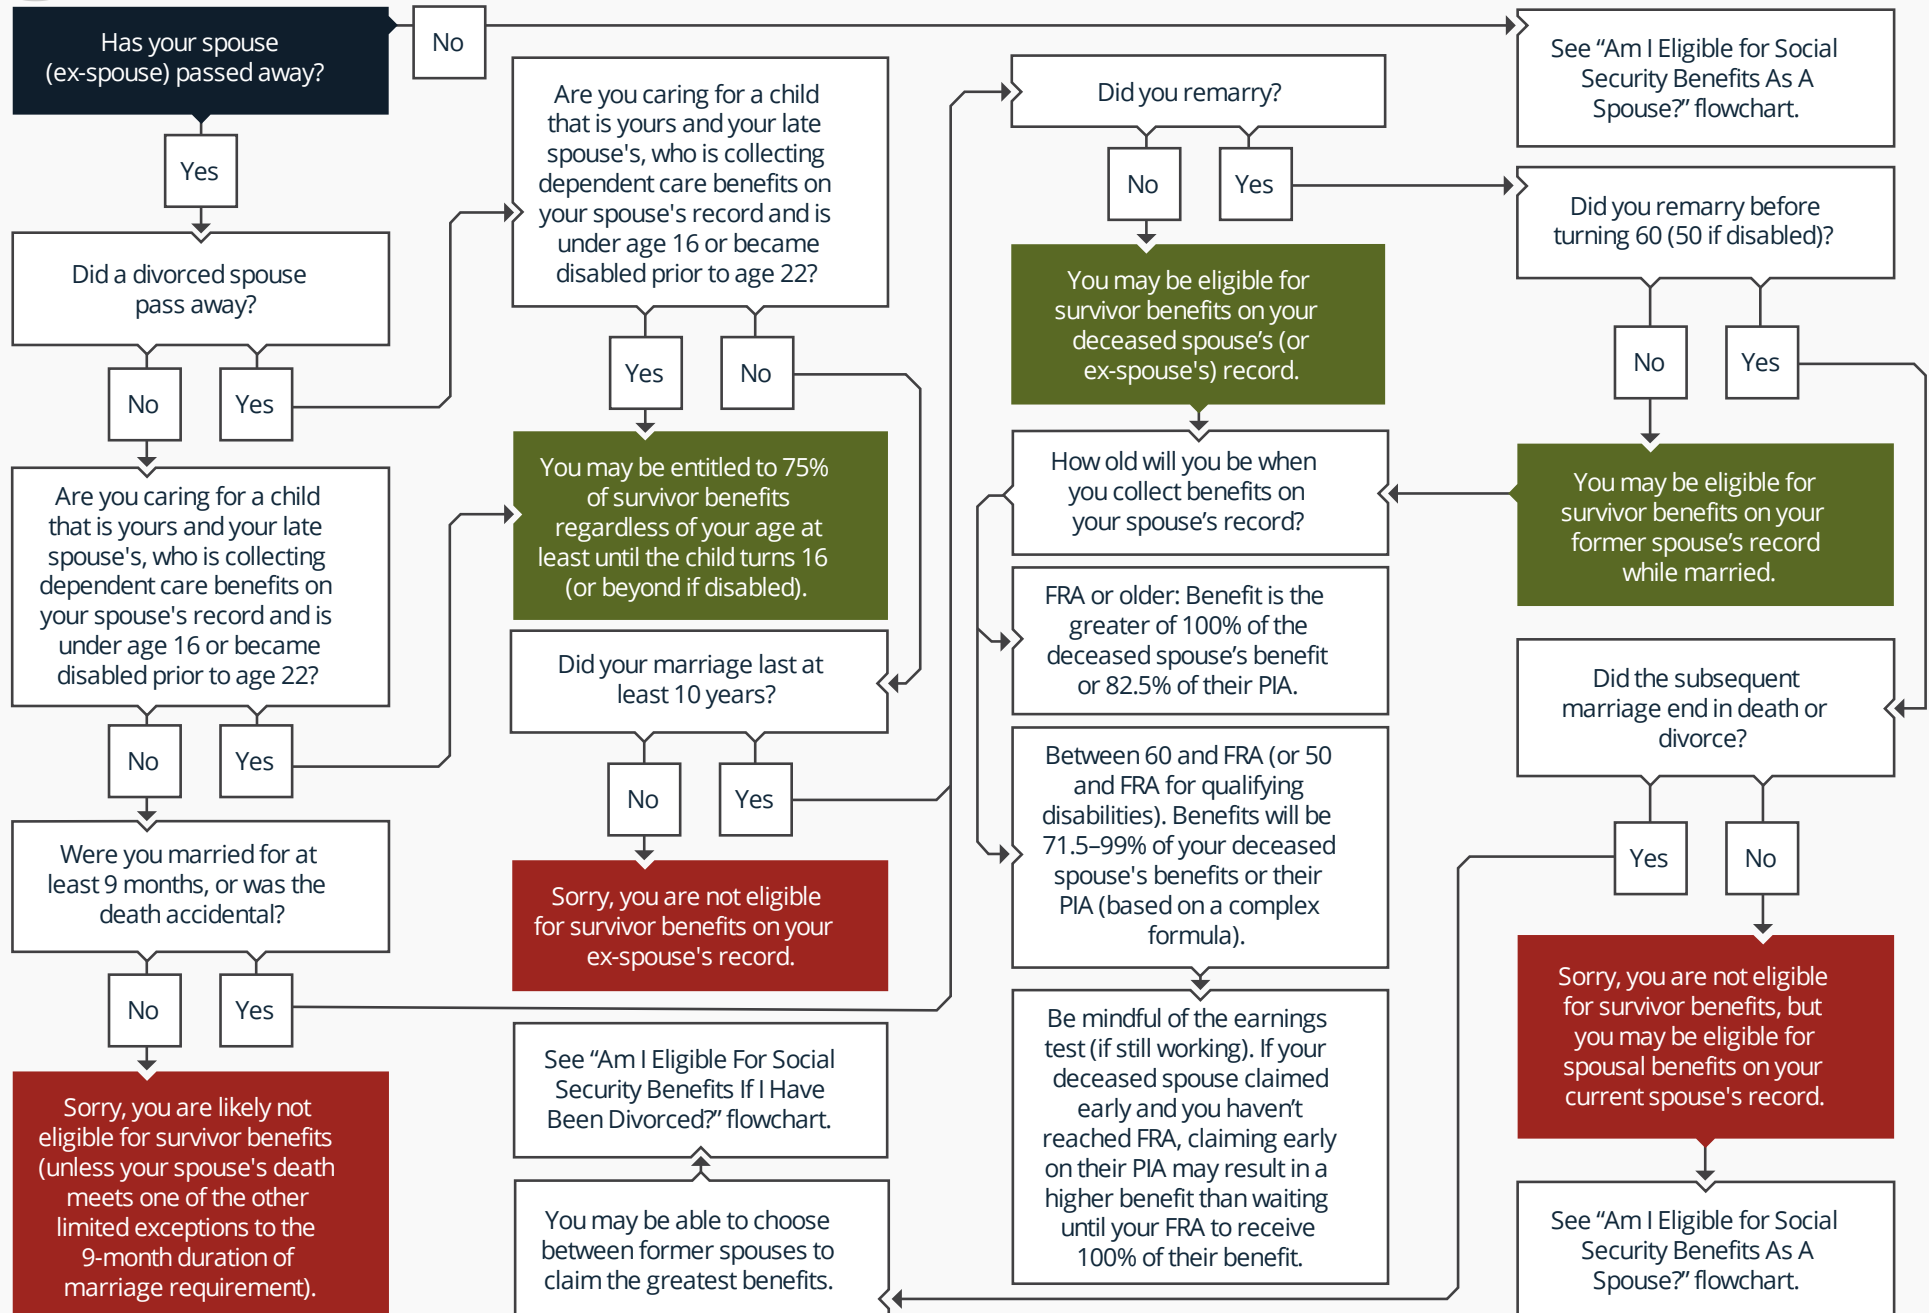 Has your spouse
(ex-spouse) passed away?
No
Yes
Did a divorced spouse
pass away?
No
Yes
Are you caring for a child
that is yours and your late
spouse's, who is collecting
dependent care benefits on
your spouse's record and is
under age 16 or became
disabled prior to age 22?
No
Yes
Were you married for at
least 9 months, or was the
death accidental?
No
Yes
Sorry, you are likely not
eligible for survivor benefits
(unless your spouse's death
meets one of the other
limited exceptions to the
9-month duration of
marriage requirement).
Are you caring for a child
that is yours and your late
spouse's, who is collecting
dependent care benefits on
your spouse's record and is
under age 16 or became
disabled prior to age 22?
Yes
No
You may be entitled to 75%
of survivor benefits
regardless of your age at
least until the child turns 16
(or beyond if disabled).
Did your marriage last at
least 10 years?
No
Yes
Sorry, you are not eligible
for survivor benefits on your
ex-spouse's record.
See “Am I Eligible For Social
Security Benefits If I Have
Been Divorced?” flowchart.
You may be able to choose
between former spouses to
claim the greatest benefits.
Did you remarry?
No
Yes
You may be eligible for
survivor benefits on your
deceased spouse’s (or
ex-spouse's) record.
How old will you be when
you collect benefits on
your spouse’s record?
FRA or older: Benefit is the
greater of 100% of the
deceased spouse’s benefit
or 82.5% of their PIA.
Between 60 and FRA (or 50
and FRA for qualifying
disabilities). Benefits will be
71.5–99% of your deceased
spouse's benefits or their
PIA (based on a complex
formula).
Be mindful of the earnings
test (if still working). If your
deceased spouse claimed
early and you haven’t
reached FRA, claiming early
on their PIA may result in a
higher benefit than waiting
until your FRA to receive
100% of their benefit.
See “Am I Eligible for Social
Security Benefits As A
Spouse?” flowchart.
Did you remarry before
turning 60 (50 if disabled)?
No
Yes
You may be eligible for
survivor benefits on your
former spouse’s record
while married.
Did the subsequent
marriage end in death or
divorce?
Yes
No
Sorry, you are not eligible
for survivor benefits, but
you may be eligible for
spousal benefits on your
current spouse's record.
See “Am I Eligible for Social
Security Benefits As A
Spouse?” flowchart.